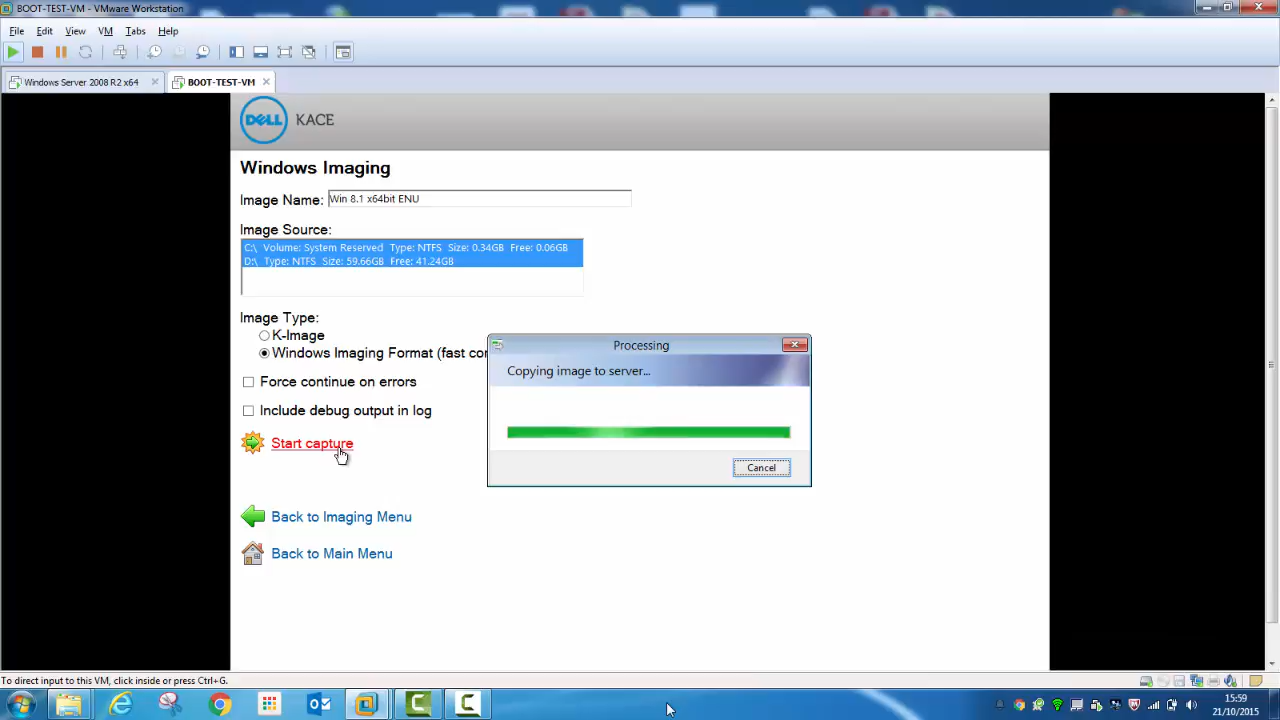 BOOT-TEST-VM - VMware Workstation
File Edit View VM Tabs Help
Windows Server 2008 R2 x64
BOOT-TEST-VM
DELL KACE
Windows Imaging
Image Name: Win 8.1 x64bit ENU
Image Source:
C:\ Volume: System Reserved Type: NTFS Size: 0.34GB Free: 0.06GB
D:\ Type: NTFS Size: 59.66GB Free: 41.24GB
Image Type:
K-Image
Windows Imaging Format (fast con
Force continue on errors
Include debug output in log
Start capture
Processing
Copying image to server...
Cancel
Back to Imaging Menu
Back to Main Menu
To direct input to this VM, click inside or press Ctrl+G.
15:59
21/10/2015